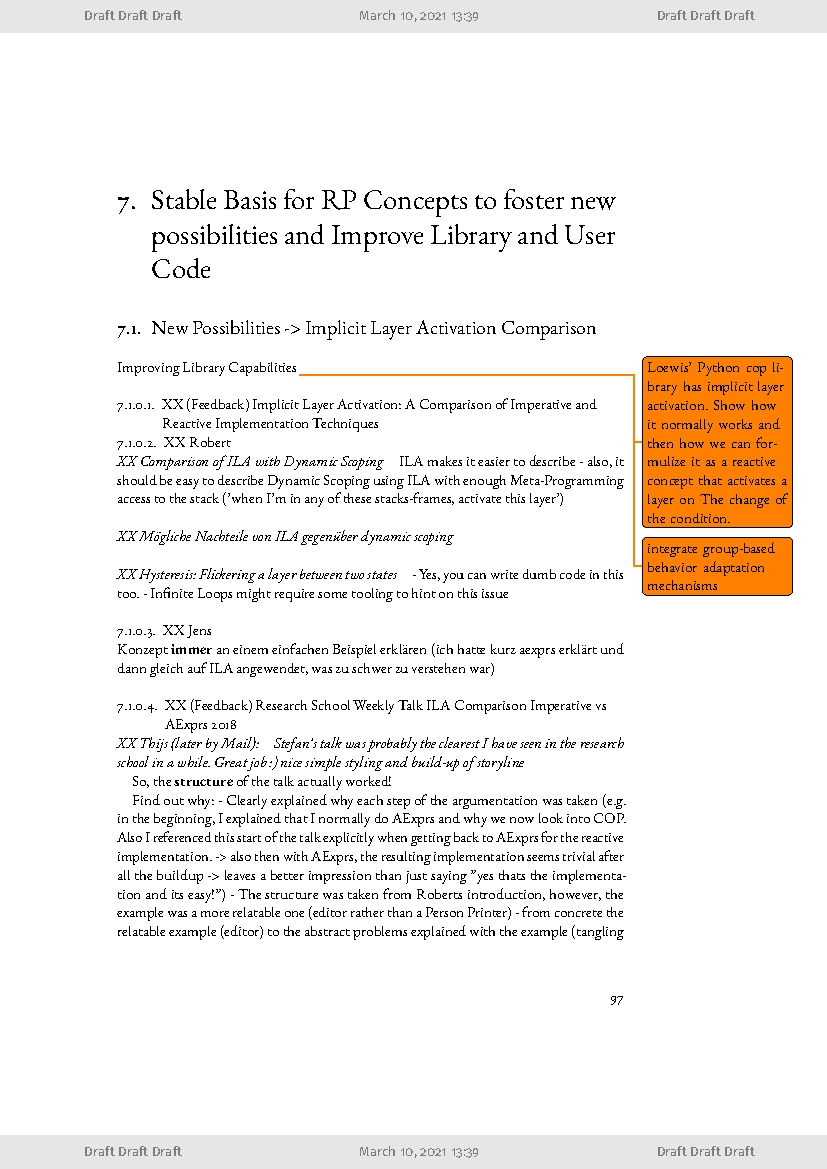 Draft Draft Draft March 10, 2021 13:39 Draft Draft Draft
7. Stable Basis for RP Concepts to foster new
possibilities and Improve Library and User
Code
7.1. New Possibilities -> Implicit Layer Activation Comparison
Improving Library Capabilities
7.1.0.1. XX (Feedback) Implicit Layer Activation: A Comparison of Imperative and
Reactive Implementation Techniques
7.1.0.2. XX Robert
XX Comparison of ILA with Dynamic Scoping ILA makes it easier to describe - also, it
should be easy to describe Dynamic Scoping using ILA with enough Meta-Programming
access to the stack ('when I'm in any of these stacks-frames, activate this layer')
XX Mögliche Nachteile von ILA gegenüber dynamic scoping
XX Hysteresis: Flickering a layer between two states - Yes, you can write dumb code in this
too. - Infinite Loops might require some tooling to hint on this issue
7.1.0.3. XX Jens
Konzept immer an einem einfachen Beispiel erklären (ich hatte kurz aexprs erklärt und
dann gleich auf ILA angewendet, was zu schwer zu verstehen war)
7.1.0.4. XX (Feedback) Research School Weekly Talk ILA Comparison Imperative vs
AExprs 2018
XX Thijs (later by Mail): Stefan's talk was probably the clearest I have seen in the research
school in a while. Great job :) nice simple styling and build-up of storyline
So, the structure of the talk actually worked!
Find out why: - Clearly explained why each step of the argumentation was taken (e.g.
in the beginning, I explained that I normally do AExprs and why we now look into COP.
Also I referenced this start of the talk explicitly when getting back to AExprs for the reactive
implementation. -> also then with AExprs, the resulting implementation seems trivial after
all the buildup -> leaves a better impression than just saying "yes thats the implementa-
tion and its easy!") - The structure was taken from Roberts introduction, however, the
example was a more relatable one (editor rather than a Person Printer) - from concrete the
relatable example (editor) to the abstract problems explained with the example (tangling
Loewis' Python cop li-
brary has implicit layer
activation. Show how
it normally works and
then how we can for-
mulize it as a reactive
concept that activates a
layer on The change of
the condition.
integrate group-based
behavior adaptation
mechanisms
97
Draft Draft Draft March 10, 2021 13:39 Draft Draft Draft